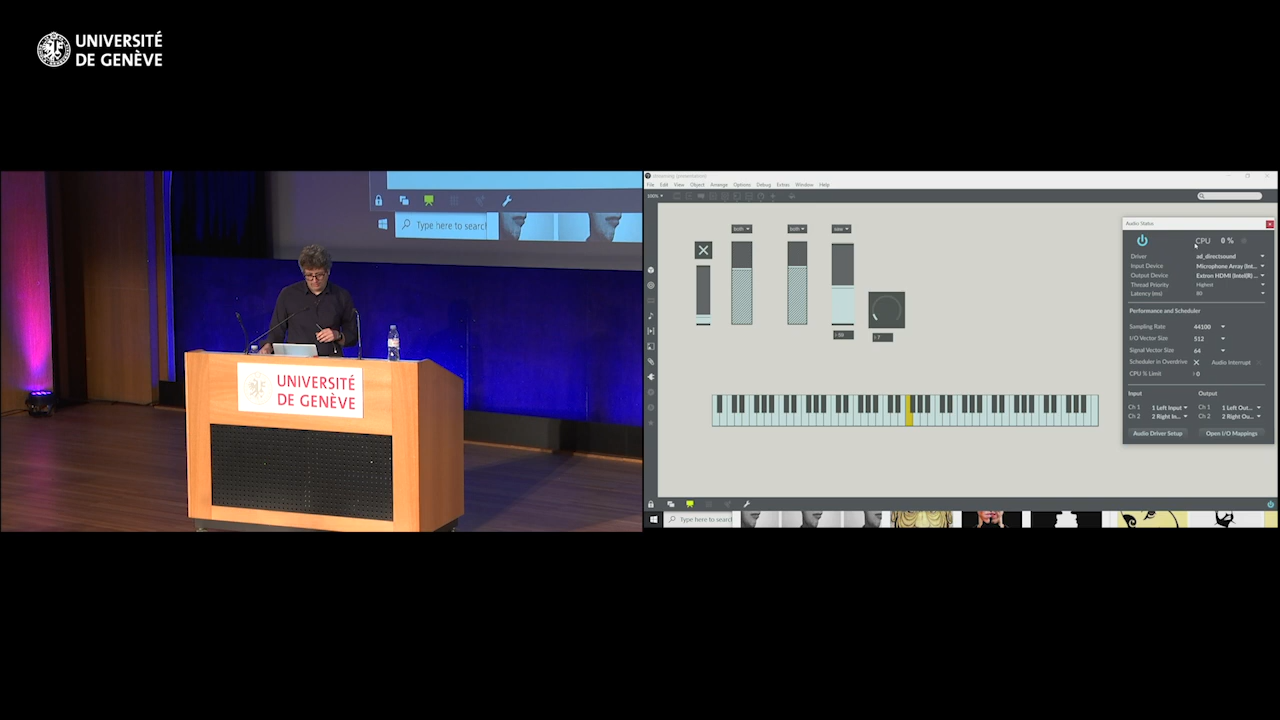 UNIVERSITÉ
DE GENÈVE
Type here to search
UNIVERSITÉ
DE GENÈVE
File Edit View Object Arrange Options Debug Extras Window Help
100%
both
both
Audio Status
CPU 0 %
Driver ad_directsound
Input Device Microphone Array (Int...
Output Device Extron HDMI (Intel(R) ...
Thread Priority Highest
Latency (ms) 80
Performance and Scheduler
Sampling Rate 44100
I/O Vector Size 512
Signal Vector Size 64
Scheduler in Overdrive Audio Interrupt
CPU % Limit 0
Input Output
Ch 1 1 Left Input Ch 1 1 Left Out...
Ch 2 2 Right In... Ch 2 2 Right Ou...
Audio Driver Setup Open I/O Mappings
Type here to search